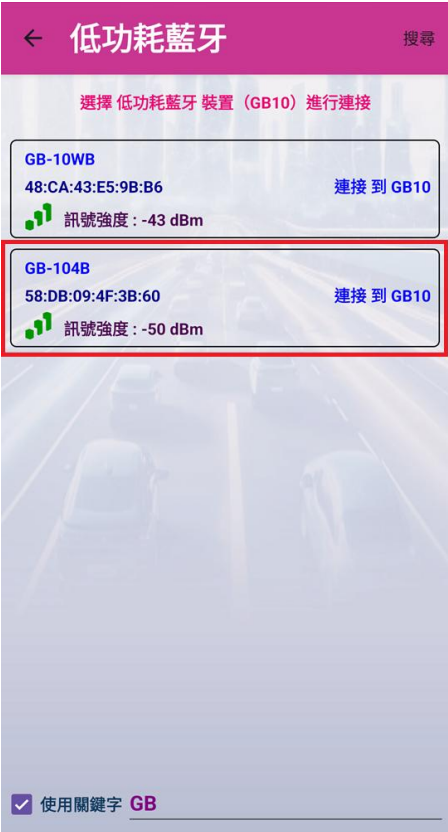 低功耗藍牙
搜尋
選擇 低功耗藍牙 裝置（GB10）進行連接
GB-10WB
48:CA:43:E5:9B:B6
連接 到 GB10
訊號強度 : -43 dBm
GB-104B
58:DB:09:4F:3B:60
連接 到 GB10
訊號強度 : -50 dBm
使用關鍵字 GB